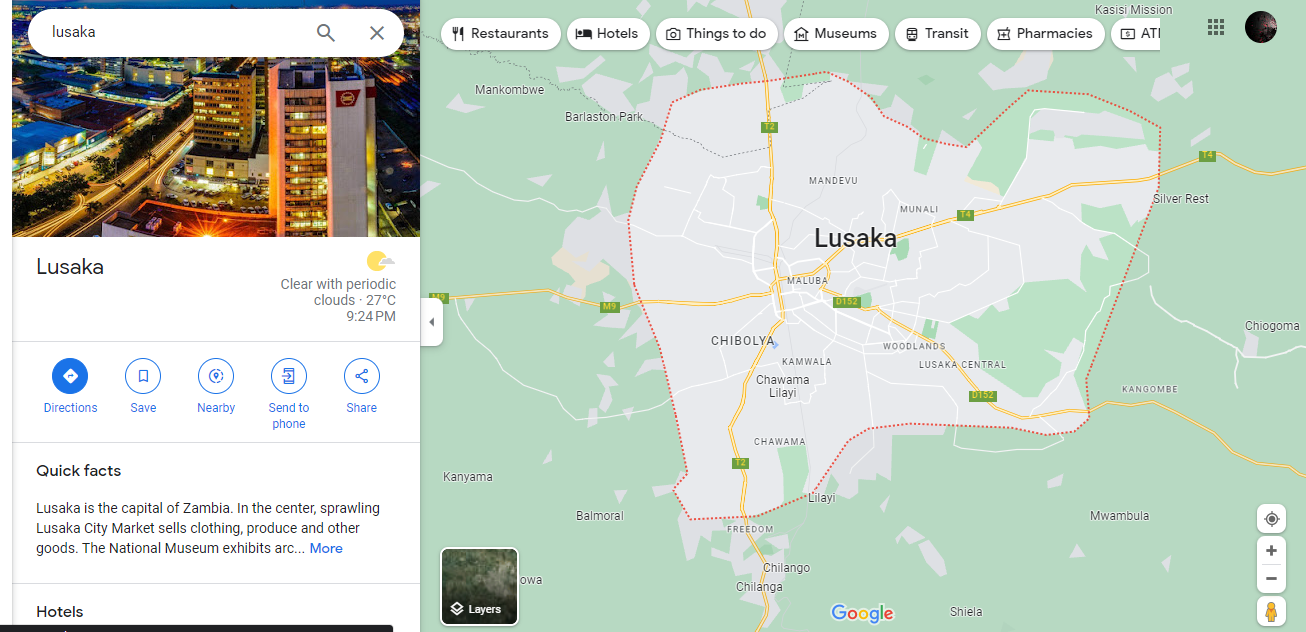 lusaka
Restaurants
Hotels
Things to do
Museums
Transit
Pharmacies
Lusaka
Clear with periodic
clouds · 27°C
9:24 PM
Directions
Save
Nearby
Send to
phone
Share
Quick facts
Lusaka is the capital of Zambia. In the center, sprawling
Lusaka City Market sells clothing, produce and other
goods. The National Museum exhibits arc... More
Hotels
Kasisi Mission
Mankombwe
Barlaston Park
T2
T4
MANDEVU
Silver Rest
MUNALI
T4
Lusaka
MALUBA
M9
M9
D152
Chiogoma
CHIBOLYA
WOODLANDS
KAMWALA
LUSAKA CENTRAL
Chawama
Lilayi
KANGOMBE
D152
CHAWAMA
T2
Kanyama
Lilayi
Balmoral
Mwambula
FREEDOM
Chilango
Chilanga
Layers
Google
Shiela